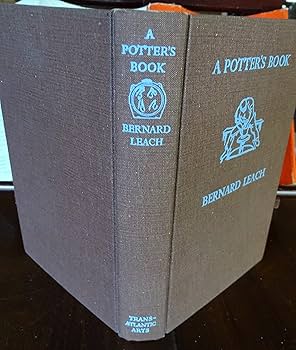 A
POTTER'S
BOOK
BERNARD
LEACH
TRANS-
ATLANTIC
ARTS
A POTTER'S BOOK
BERNARD LEACH